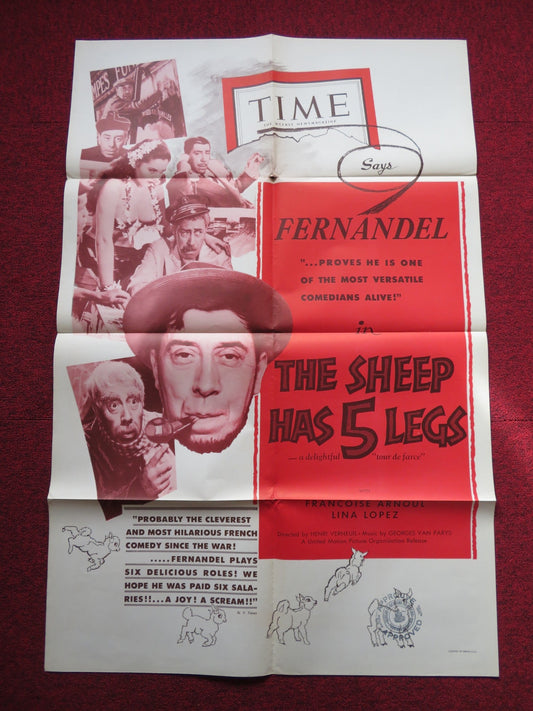 TIME
THE WEEKLY NEWSMAGAZINE
Says
FERNANDEL
"...PROVES HE IS ONE
OF THE MOST VERSATILE
COMEDIANS ALIVE!"
in
THE SHEEP
HAS 5 LEGS
— a delightful "tour de farce"
with
FRANCOISE ARNOUL
LINA LOPEZ
Directed by HENRY VERNEUIL • Music by GEORGES VAN PARYS
A United Motion Picture Organization Release
"PROBABLY THE CLEVEREST
AND MOST HILARIOUS FRENCH
COMEDY SINCE THE WAR!
.....FERNANDEL PLAYS
SIX DELICIOUS ROLES! WE
HOPE HE WAS PAID SIX SALA-
RIES!!...A JOY! A SCREAM!!"
N. Y. Times
APPROVED